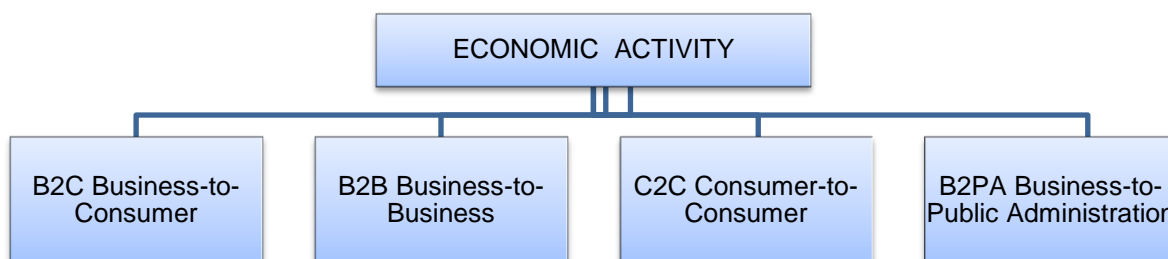 ECONOMIC ACTIVITY
B2C Business-to-
Consumer
B2B Business-to-
Business
C2C Consumer-to-
Consumer
B2PA Business-to-
Public Administration